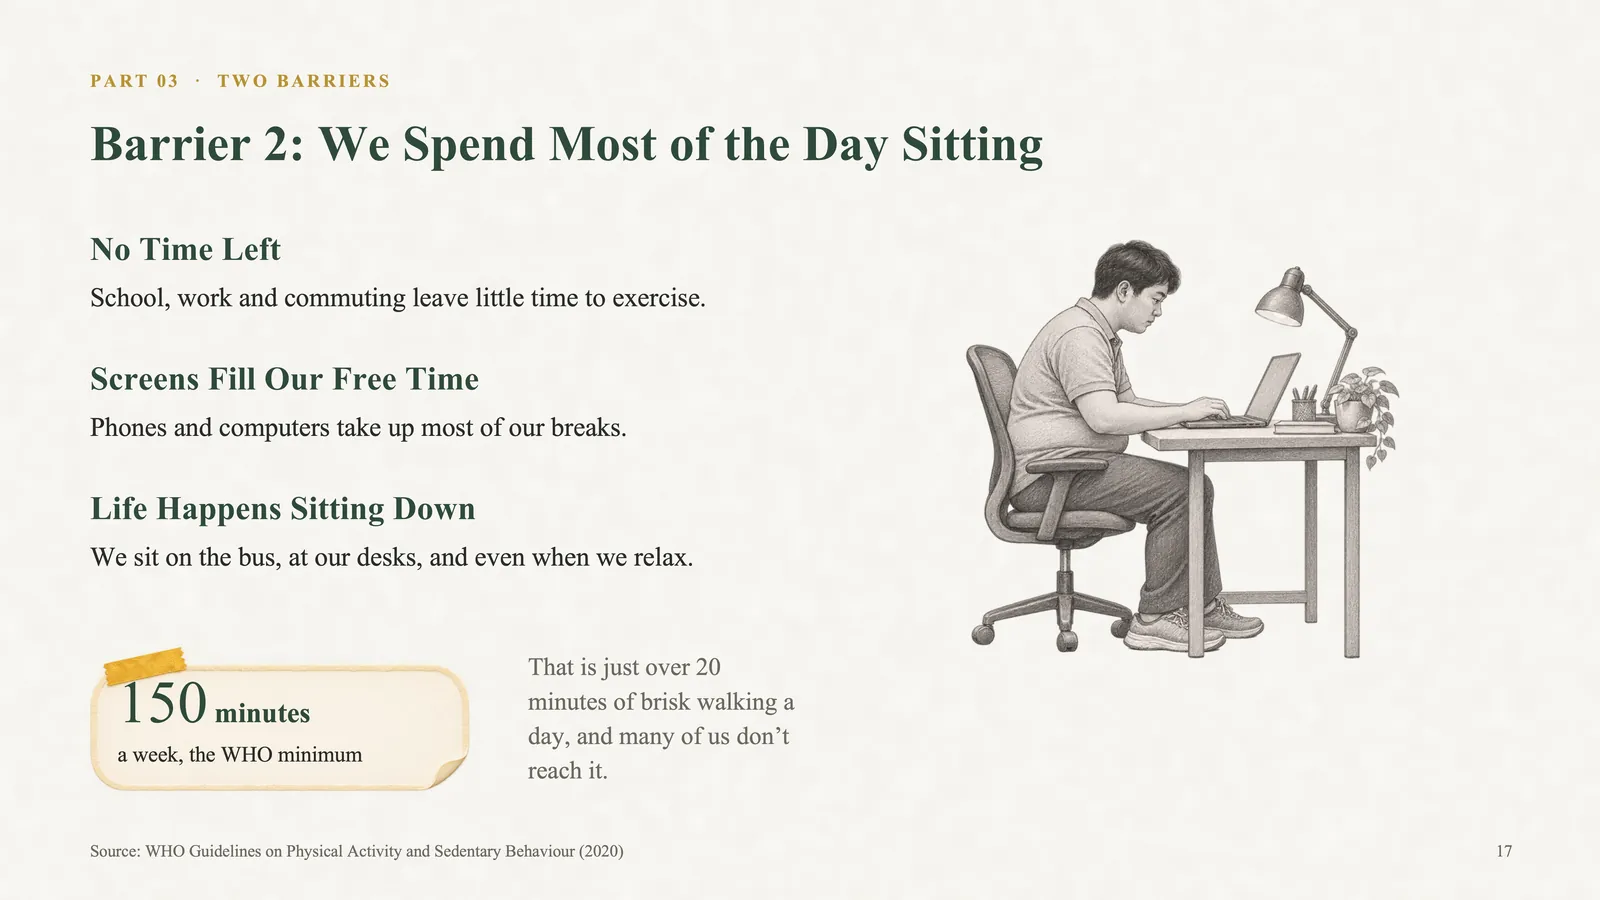 PART 03 · TWO BARRIERS
Barrier 2: We Spend Most of the Day Sitting
No Time Left
School, work and commuting leave little time to exercise.
Screens Fill Our Free Time
Phones and computers take up most of our breaks.
Life Happens Sitting Down
We sit on the bus, at our desks, and even when we relax.
150 minutes
a week, the WHO minimum
That is just over 20
minutes of brisk walking a
day, and many of us don’t
reach it.
Source: WHO Guidelines on Physical Activity and Sedentary Behaviour (2020)
17